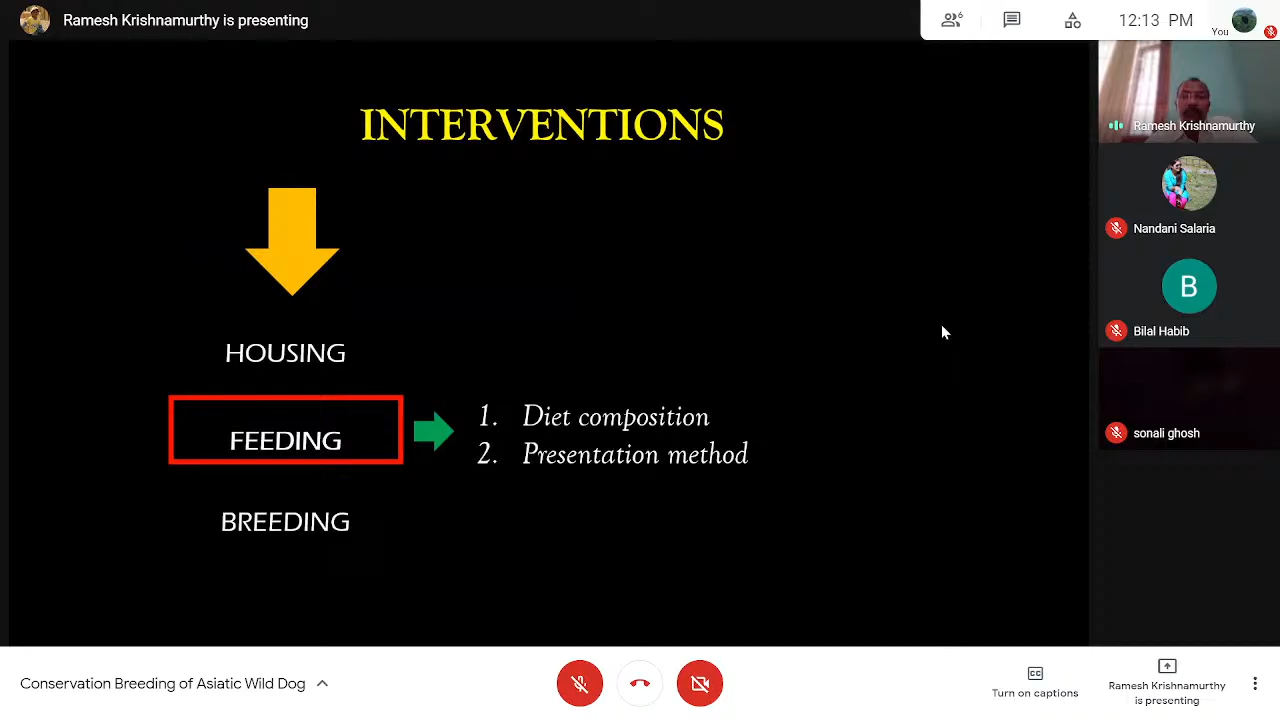 Ramesh Krishnamurthy is presenting
6
12:13 PM
You
INTERVENTIONS
Ramesh Krishnamurthy
Nandani Salaria
B
Bilal Habib
HOUSING
FEEDING
1. Diet composition
2. Presentation method
sonali ghosh
BREEDING
Conservation Breeding of Asiatic Wild Dog
CC
Turn on captions
Ramesh Krishnamurthy
is presenting